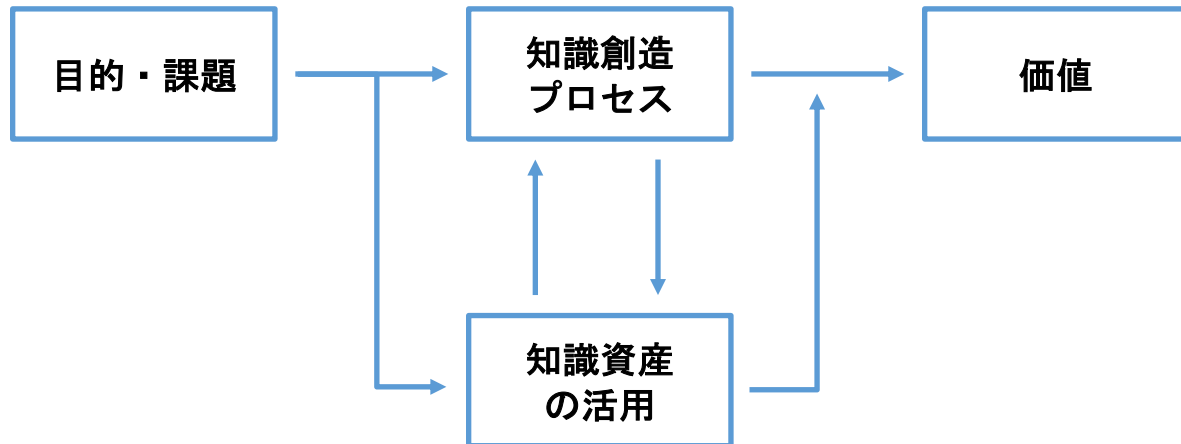 目的・課題
知識創造
プロセス
価値
知識資産
の活用